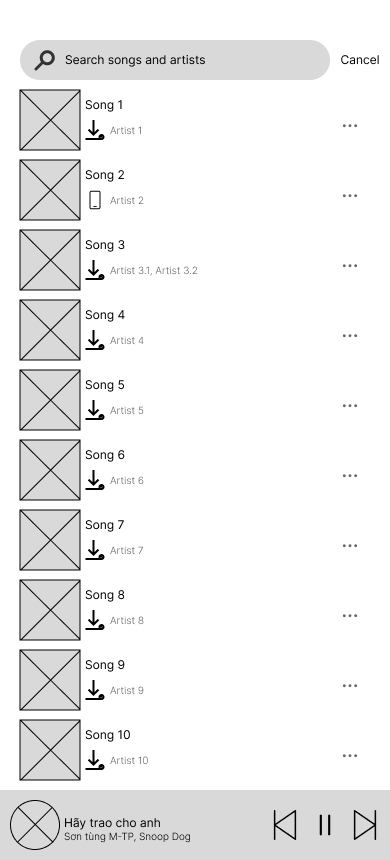 Search songs and artists
Cancel
Song 1
Artist 1
Song 2
Artist 2
Song 3
Artist 3.1, Artist 3.2
Song 4
Artist 4
Song 5
Artist 5
Song 6
Artist 6
Song 7
Artist 7
Song 8
Artist 8
Song 9
Artist 9
Song 10
Artist 10
Hãy trao cho anh
Sơn tùng M-TP, Snoop Dog